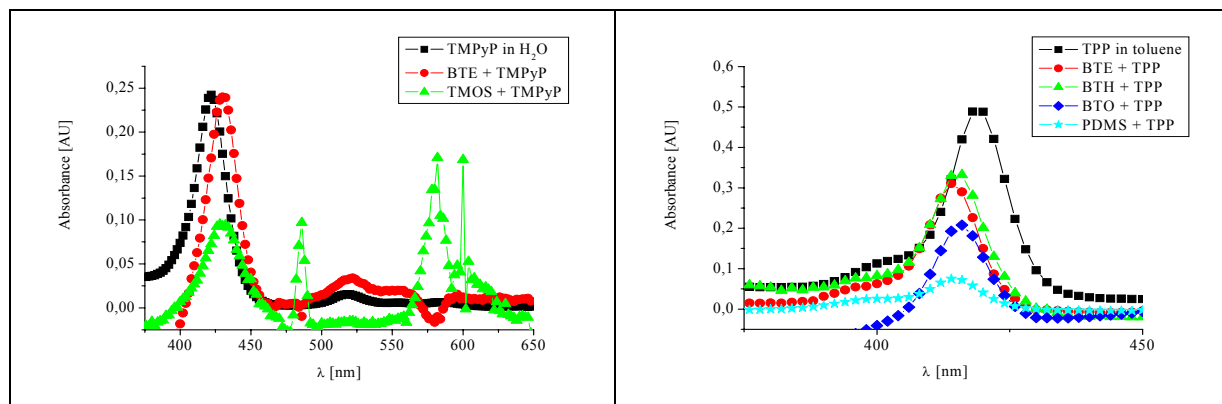 TMPyP in H₂O
BTE + TMPyP
TMOS + TMPyP
0,25
0,20
0,15
0,10
0,05
0,00
Absorbance [AU]
400
450
500
550
600
650
λ [nm]
TPP in toluene
BTE + TPP
BTH + TPP
BTO + TPP
PDMS + TPP
0,6
0,5
0,4
0,3
0,2
0,1
0,0
Absorbance [AU]
400
425
450
λ [nm]